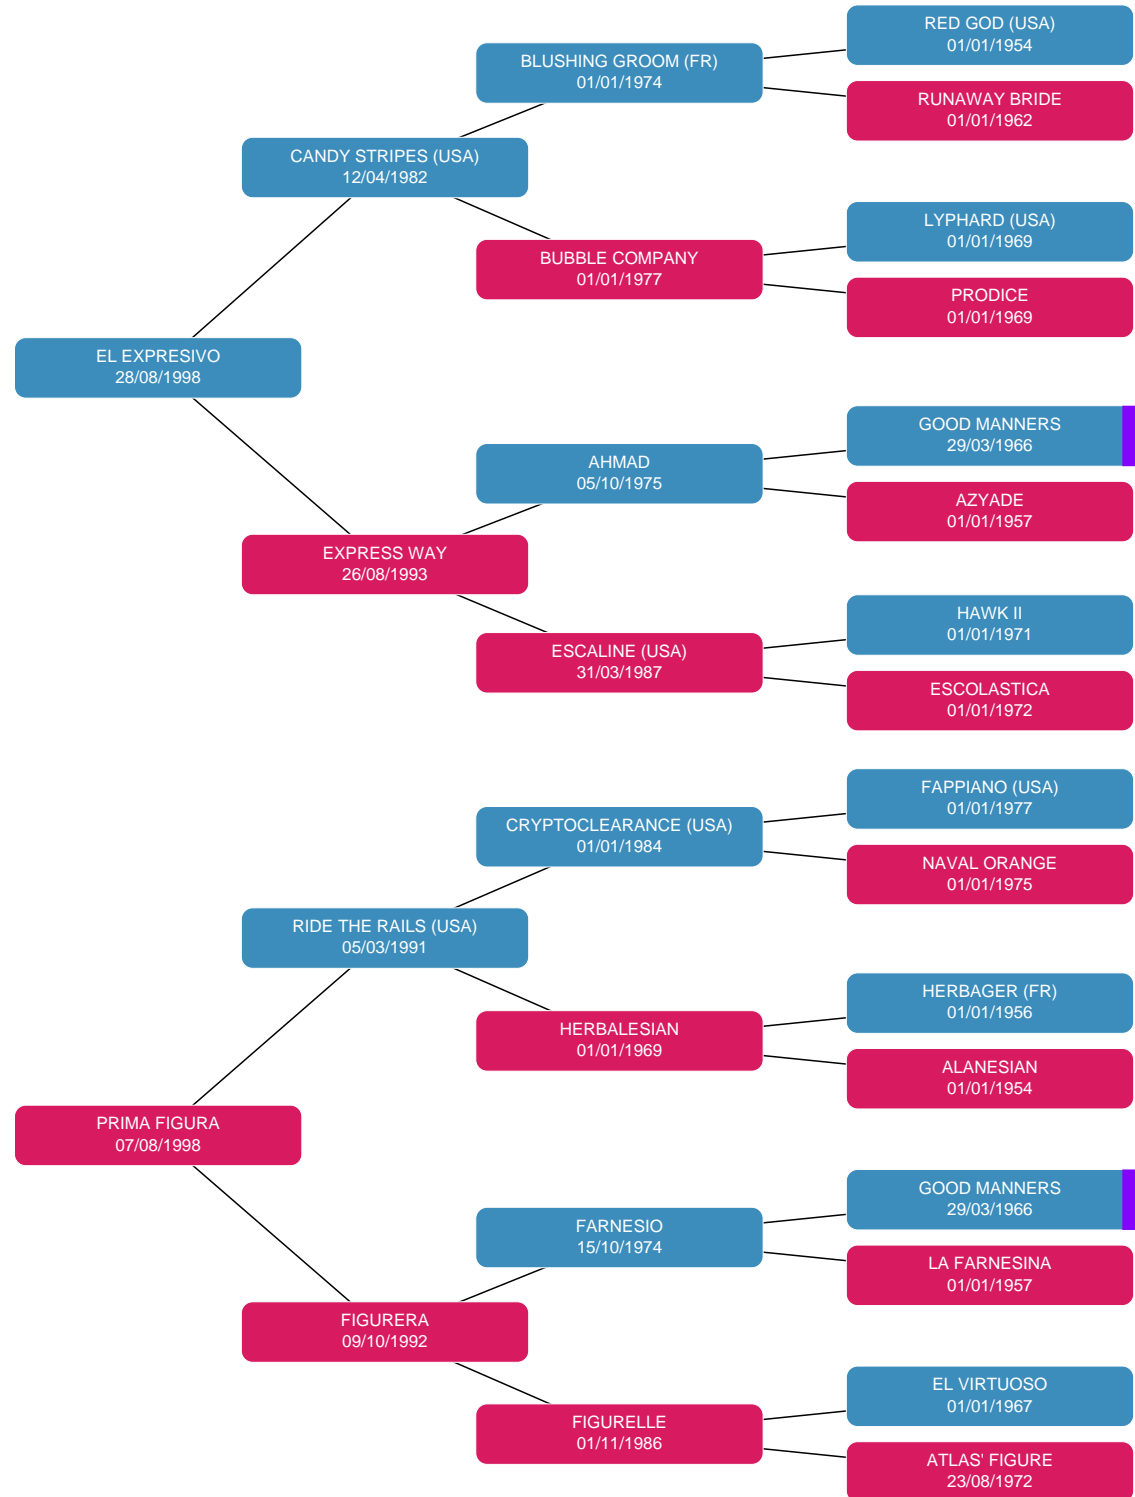 RED GOD (USA)
01/01/1954
BLUSHING GROOM (FR)
01/01/1974
RUNAWAY BRIDE
01/01/1962
CANDY STRIPES (USA)
12/04/1982
LYPHARD (USA)
01/01/1969
BUBBLE COMPANY
01/01/1977
PRODICE
01/01/1969
EL EXPRESIVO
28/08/1998
GOOD MANNERS
29/03/1966
AHMAD
05/10/1975
AZYADE
01/01/1957
EXPRESS WAY
26/08/1993
HAWK II
01/01/1971
ESCALINE (USA)
31/03/1987
ESCOLASTICA
01/01/1972
FAPPIANO (USA)
01/01/1977
CRYPTOCLEARANCE (USA)
01/01/1984
NAVAL ORANGE
01/01/1975
RIDE THE RAILS (USA)
05/03/1991
HERBAGER (FR)
01/01/1956
HERBALESIAN
01/01/1969
ALANESIAN
01/01/1954
PRIMA FIGURA
07/08/1998
GOOD MANNERS
29/03/1966
FARNESIO
15/10/1974
LA FARNESINA
01/01/1957
FIGURERA
09/10/1992
EL VIRTUOSO
01/01/1967
FIGURELLE
01/11/1986
ATLAS' FIGURE
23/08/1972